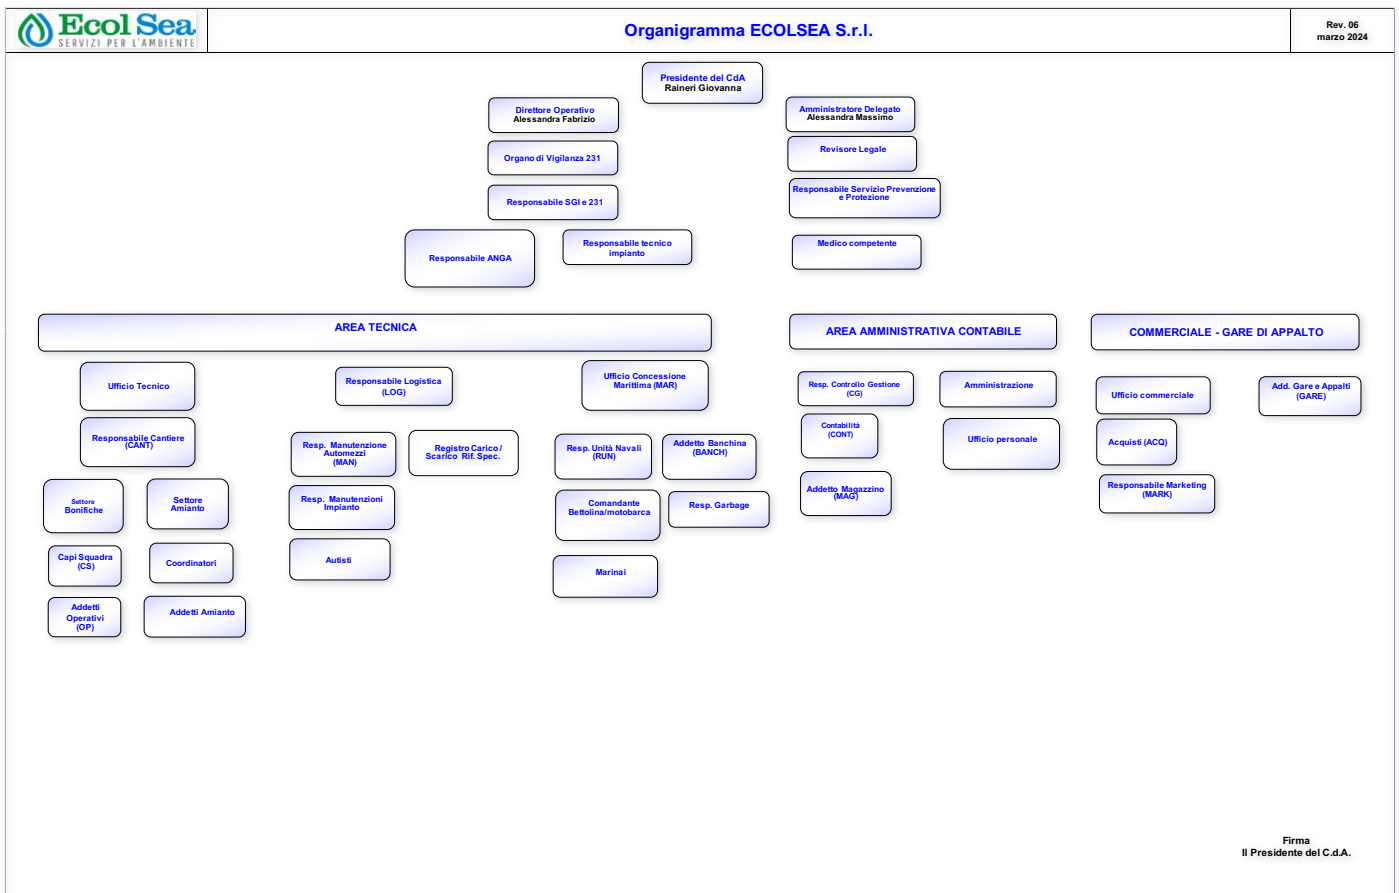 Ecol Sea
SERVIZI PER L'AMBIENTE
Organigramma ECOLSEA S.r.l.
Rev. 06
marzo 2024
Presidente del CdA
Raineri Giovanna
Direttore Operativo
Alessandra Fabrizio
Amministratore Delegato
Alessandra Massimo
Organo di Vigilanza 231
Revisore Legale
Responsabile SGI e 231
Responsabile Servizio Prevenzione
e Protezione
Responsabile ANGA
Responsabile tecnico
impianto
Medico competente
AREA TECNICA
AREA AMMINISTRATIVA CONTABILE
COMMERCIALE - GARE DI APPALTO
Ufficio Tecnico
Responsabile Cantiere
(CANT)
Settore
Bonifiche
Settore
Amianto
Capi Squadra
(CS)
Coordinatori
Addetti
Operativi
(OP)
Addetti Amianto
Responsabile Logistica
(LOG)
Resp. Manutenzione
Automezzi
(MAN)
Registro Carico /
Scarico Rif. Spec.
Resp. Manutenzioni
Impianto
Autisti
Ufficio Concessione
Marittima (MAR)
Resp. Unità Navali
(RUN)
Addetto Banchina
(BANCH)
Comandante
Bettolina/motobarca
Resp. Garbage
Marinai
Resp. Controllo Gestione
(CG)
Amministrazione
Contabilità
(CONT)
Ufficio personale
Addetto Magazzino
(MAG)
Ufficio commerciale
Add. Gare e Appalti
(GARE)
Acquisti (ACQ)
Responsabile Marketing
(MARK)
Firma
Il Presidente del C.d.A.